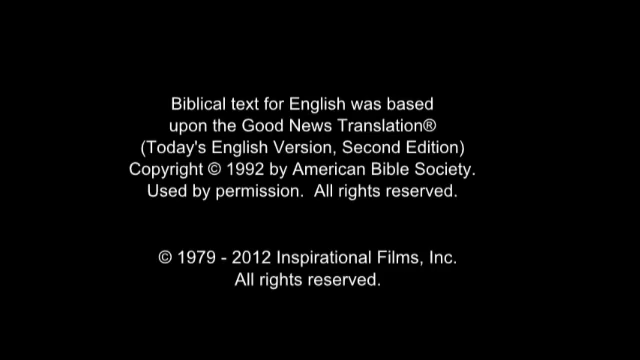 Biblical text for English was based
upon the Good News Translation®
(Today's English Version, Second Edition)
Copyright © 1992 by American Bible Society.
Used by permission.  All rights reserved.
© 1979 - 2012 Inspirational Films, Inc.
All rights reserved.